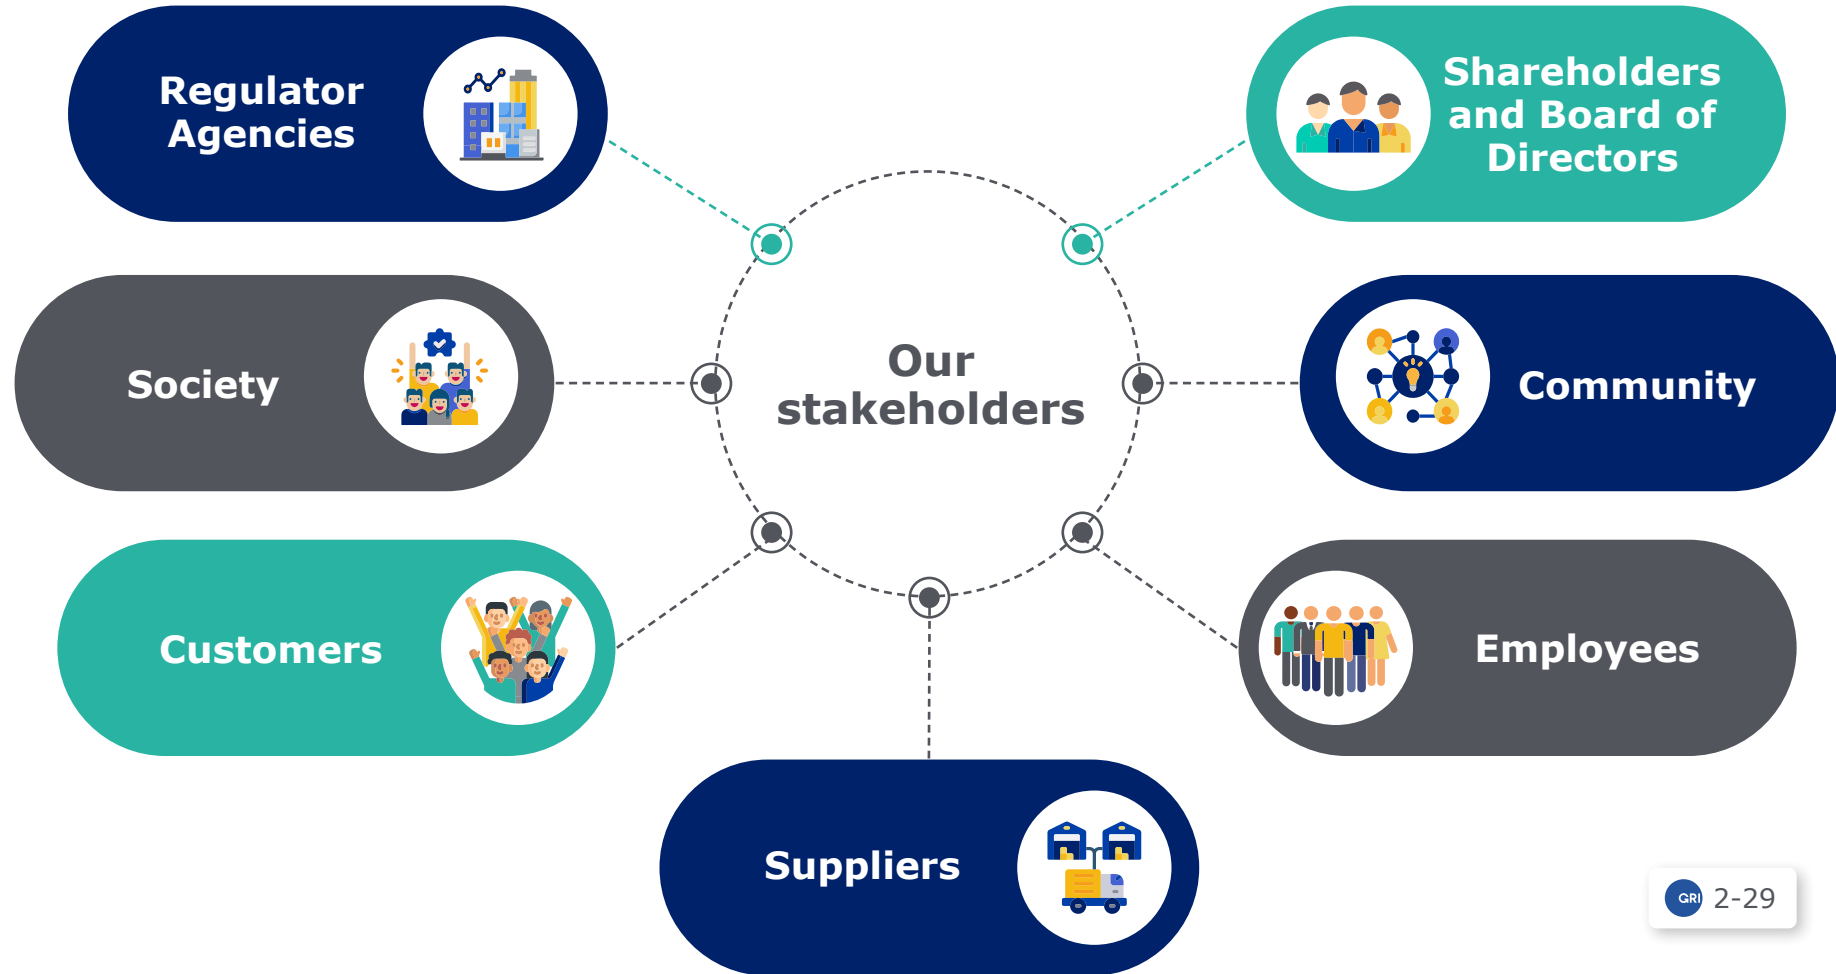 Regulator
Agencies
Shareholders
and Board of
Directors
Society
Our
stakeholders
Community
Customers
Employees
Suppliers
GRI 2-29